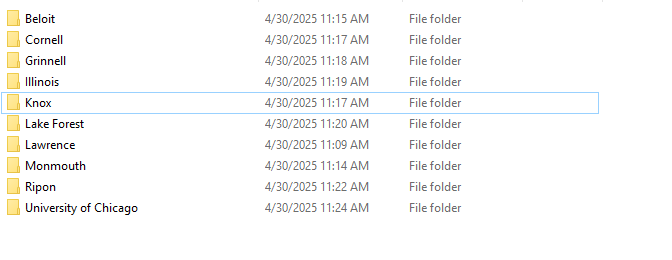 Beloit 4/30/2025 11:15 AM File folder
Cornell 4/30/2025 11:17 AM File folder
Grinnell 4/30/2025 11:18 AM File folder
Illinois 4/30/2025 11:19 AM File folder
Knox 4/30/2025 11:17 AM File folder
Lake Forest 4/30/2025 11:20 AM File folder
Lawrence 4/30/2025 11:09 AM File folder
Monmouth 4/30/2025 11:14 AM File folder
Ripon 4/30/2025 11:22 AM File folder
University of Chicago 4/30/2025 11:24 AM File folder